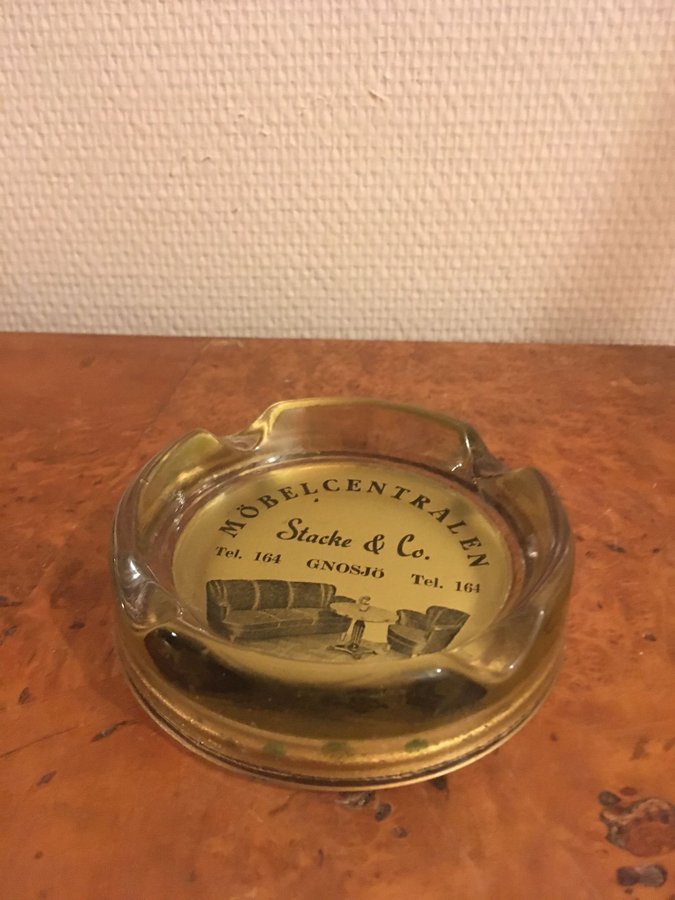 MÖBELCENTRALEN
Stacke & Co.
Tel. 164 GNOSJÖ Tel. 164